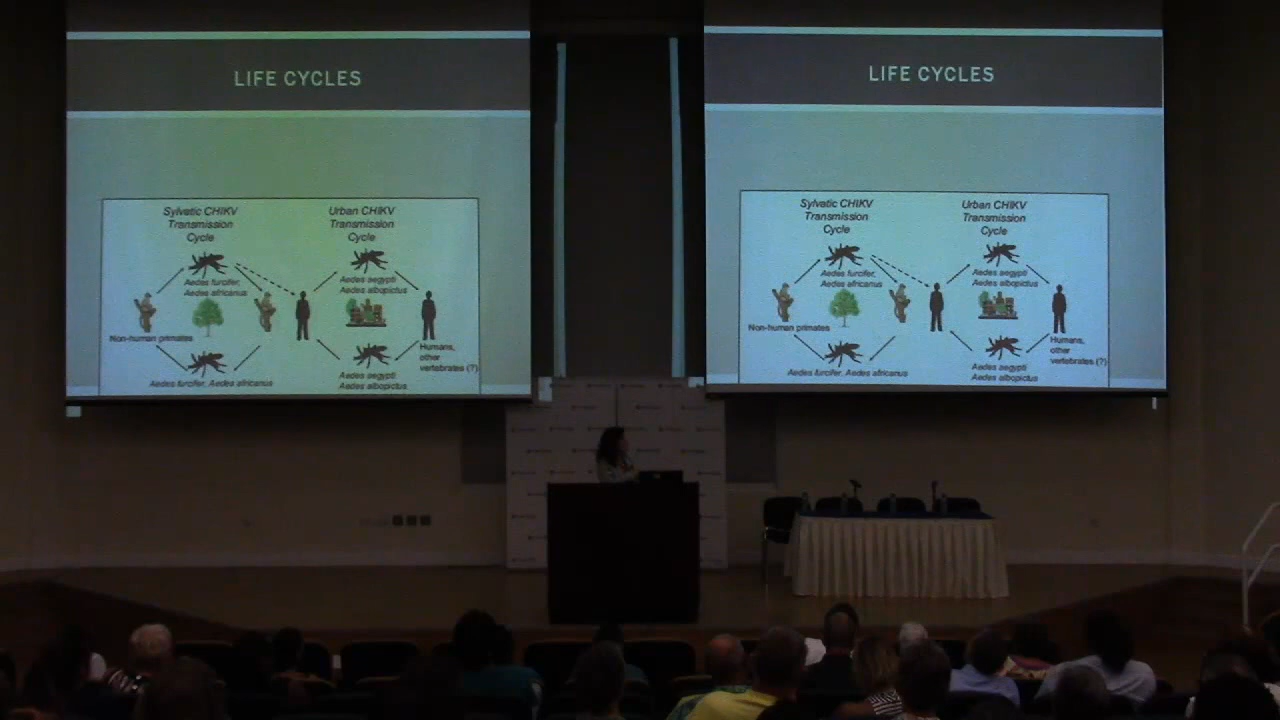 LIFE CYCLES
Sylvatic CHIKV
Transmission
Cycle
Urban CHIKV
Transmission
Cycle
Aedes furcifer,
Aedes africanus
Aedes aegypti
Aedes albopictus
Non-human primates
Humans,
other
vertebrates (?)
Aedes furcifer, Aedes africanus
Aedes aegypti
Aedes albopictus
LIFE CYCLES
Sylvatic CHIKV
Transmission
Cycle
Urban CHIKV
Transmission
Cycle
Aedes furcifer,
Aedes africanus
Aedes aegypti
Aedes albopictus
Non-human primates
Humans,
other
vertebrates (?)
Aedes furcifer, Aedes africanus
Aedes aegypti
Aedes albopictus